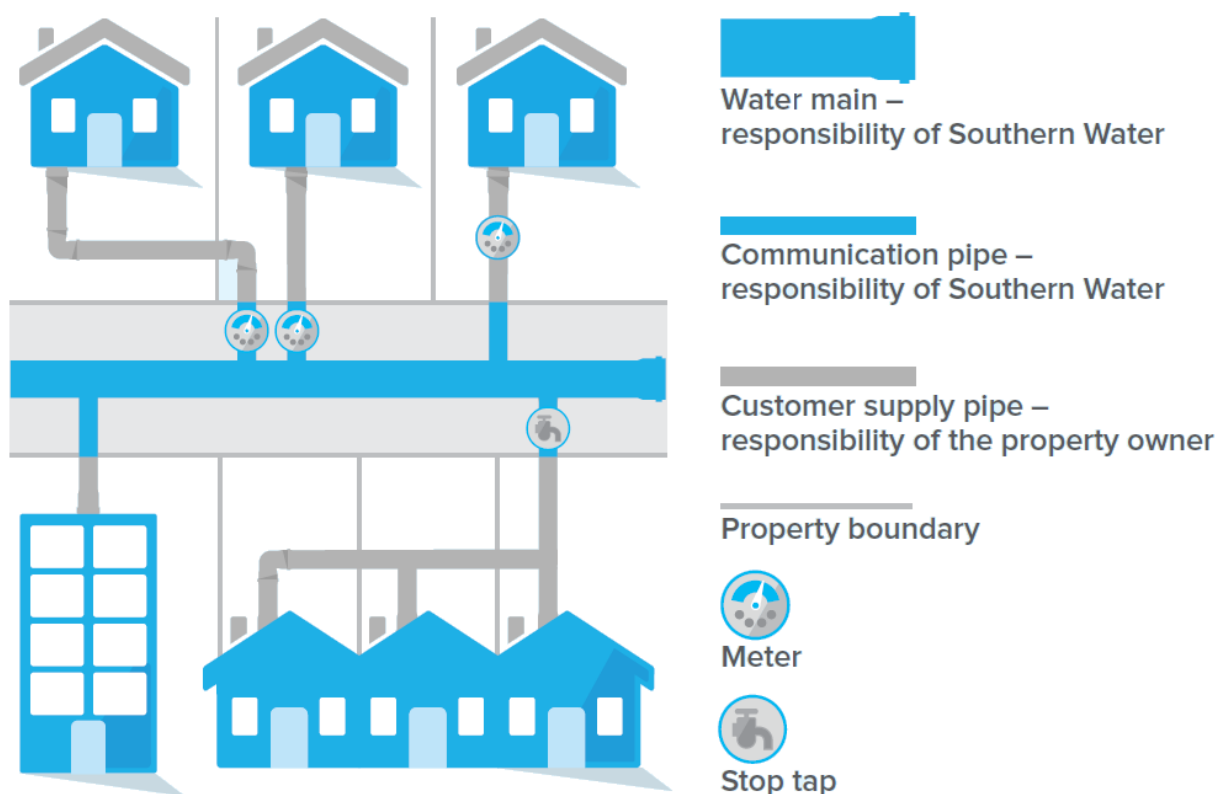 Water main –
responsibility of Southern Water
Communication pipe –
responsibility of Southern Water
Customer supply pipe –
responsibility of the property owner
Property boundary
Meter
Stop tap